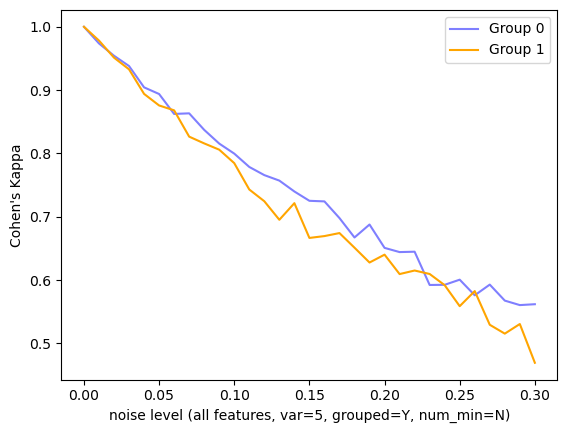 1.0
0.9
0.8
0.7
0.6
0.5
Cohen's Kappa
Group 0
Group 1
0.00 0.05 0.10 0.15 0.20 0.25 0.30
noise level (all features, var=5, grouped=Y, num_min=N)